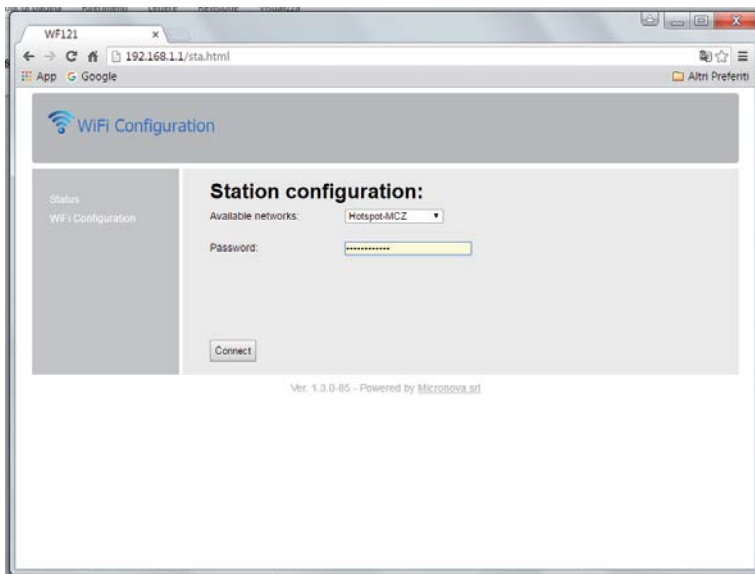 WF121
192.168.1.1/sta.html
App Google Altri Preferiti
WiFi Configuration
Status
WiFi Configuration
Station configuration:
Available networks: Hotspot-MCZ
Password: ••••••••••••
Connect
Ver. 1.3.0-85 - Powered by Micronova srl